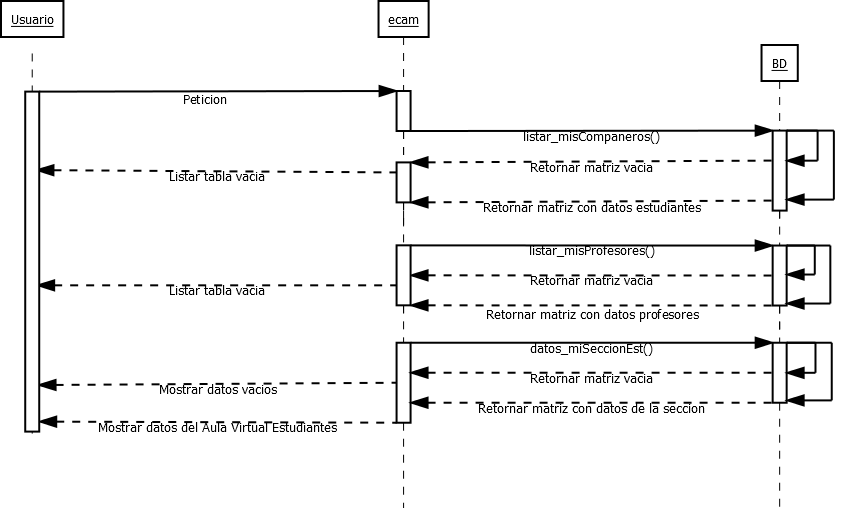 Usuario
ecam
BD
Peticion
listar_misCompaneros()
Retornar matriz vacia
Listar tabla vacia
Retornar matriz con datos estudiantes
listar_misProfesores()
Retornar matriz vacia
Listar tabla vacia
Retornar matriz con datos profesores
datos_miSeccionEst()
Retornar matriz vacia
Mostrar datos vacios
Retornar matriz con datos de la seccion
Mostrar datos del Aula Virtual Estudiantes